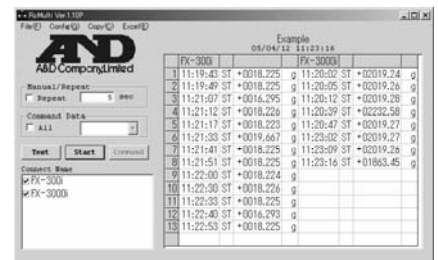 RsMulti Ver.1.10P
File(F) Config(G) Copy(C) Excel(E)
AND
A&D Company,Limited
Example
05/04/12 11:23:16
Manual/Repeat
Repeat 5 sec
Command Data
All
Test Start Command
Connect Name
FX-300i
FX-3000i
FX-300i FX-3000i
1 11:19:43 ST +0018.225 g 11:20:02 ST +02019.24 g
2 11:19:49 ST +0018.225 g 11:20:05 ST +02019.26 g
3 11:21:07 ST +0016.295 g 11:20:12 ST +02019.28 g
4 11:21:12 ST +0018.226 g 11:20:39 ST +02232.58 g
5 11:21:17 ST +0018.223 g 11:20:47 ST +02019.27 g
6 11:21:33 ST +0019.667 g 11:23:02 ST +02019.27 g
7 11:21:41 ST +0018.225 g 11:23:09 ST +02019.26 g
8 11:21:51 ST +0018.225 g 11:23:16 ST +01863.45 g
9 11:22:00 ST +0018.224 g
10 11:22:30 ST +0018.226 g
11 11:22:33 ST +0018.225 g
12 11:22:40 ST +0016.293 g
13 11:22:53 ST +0018.225 g